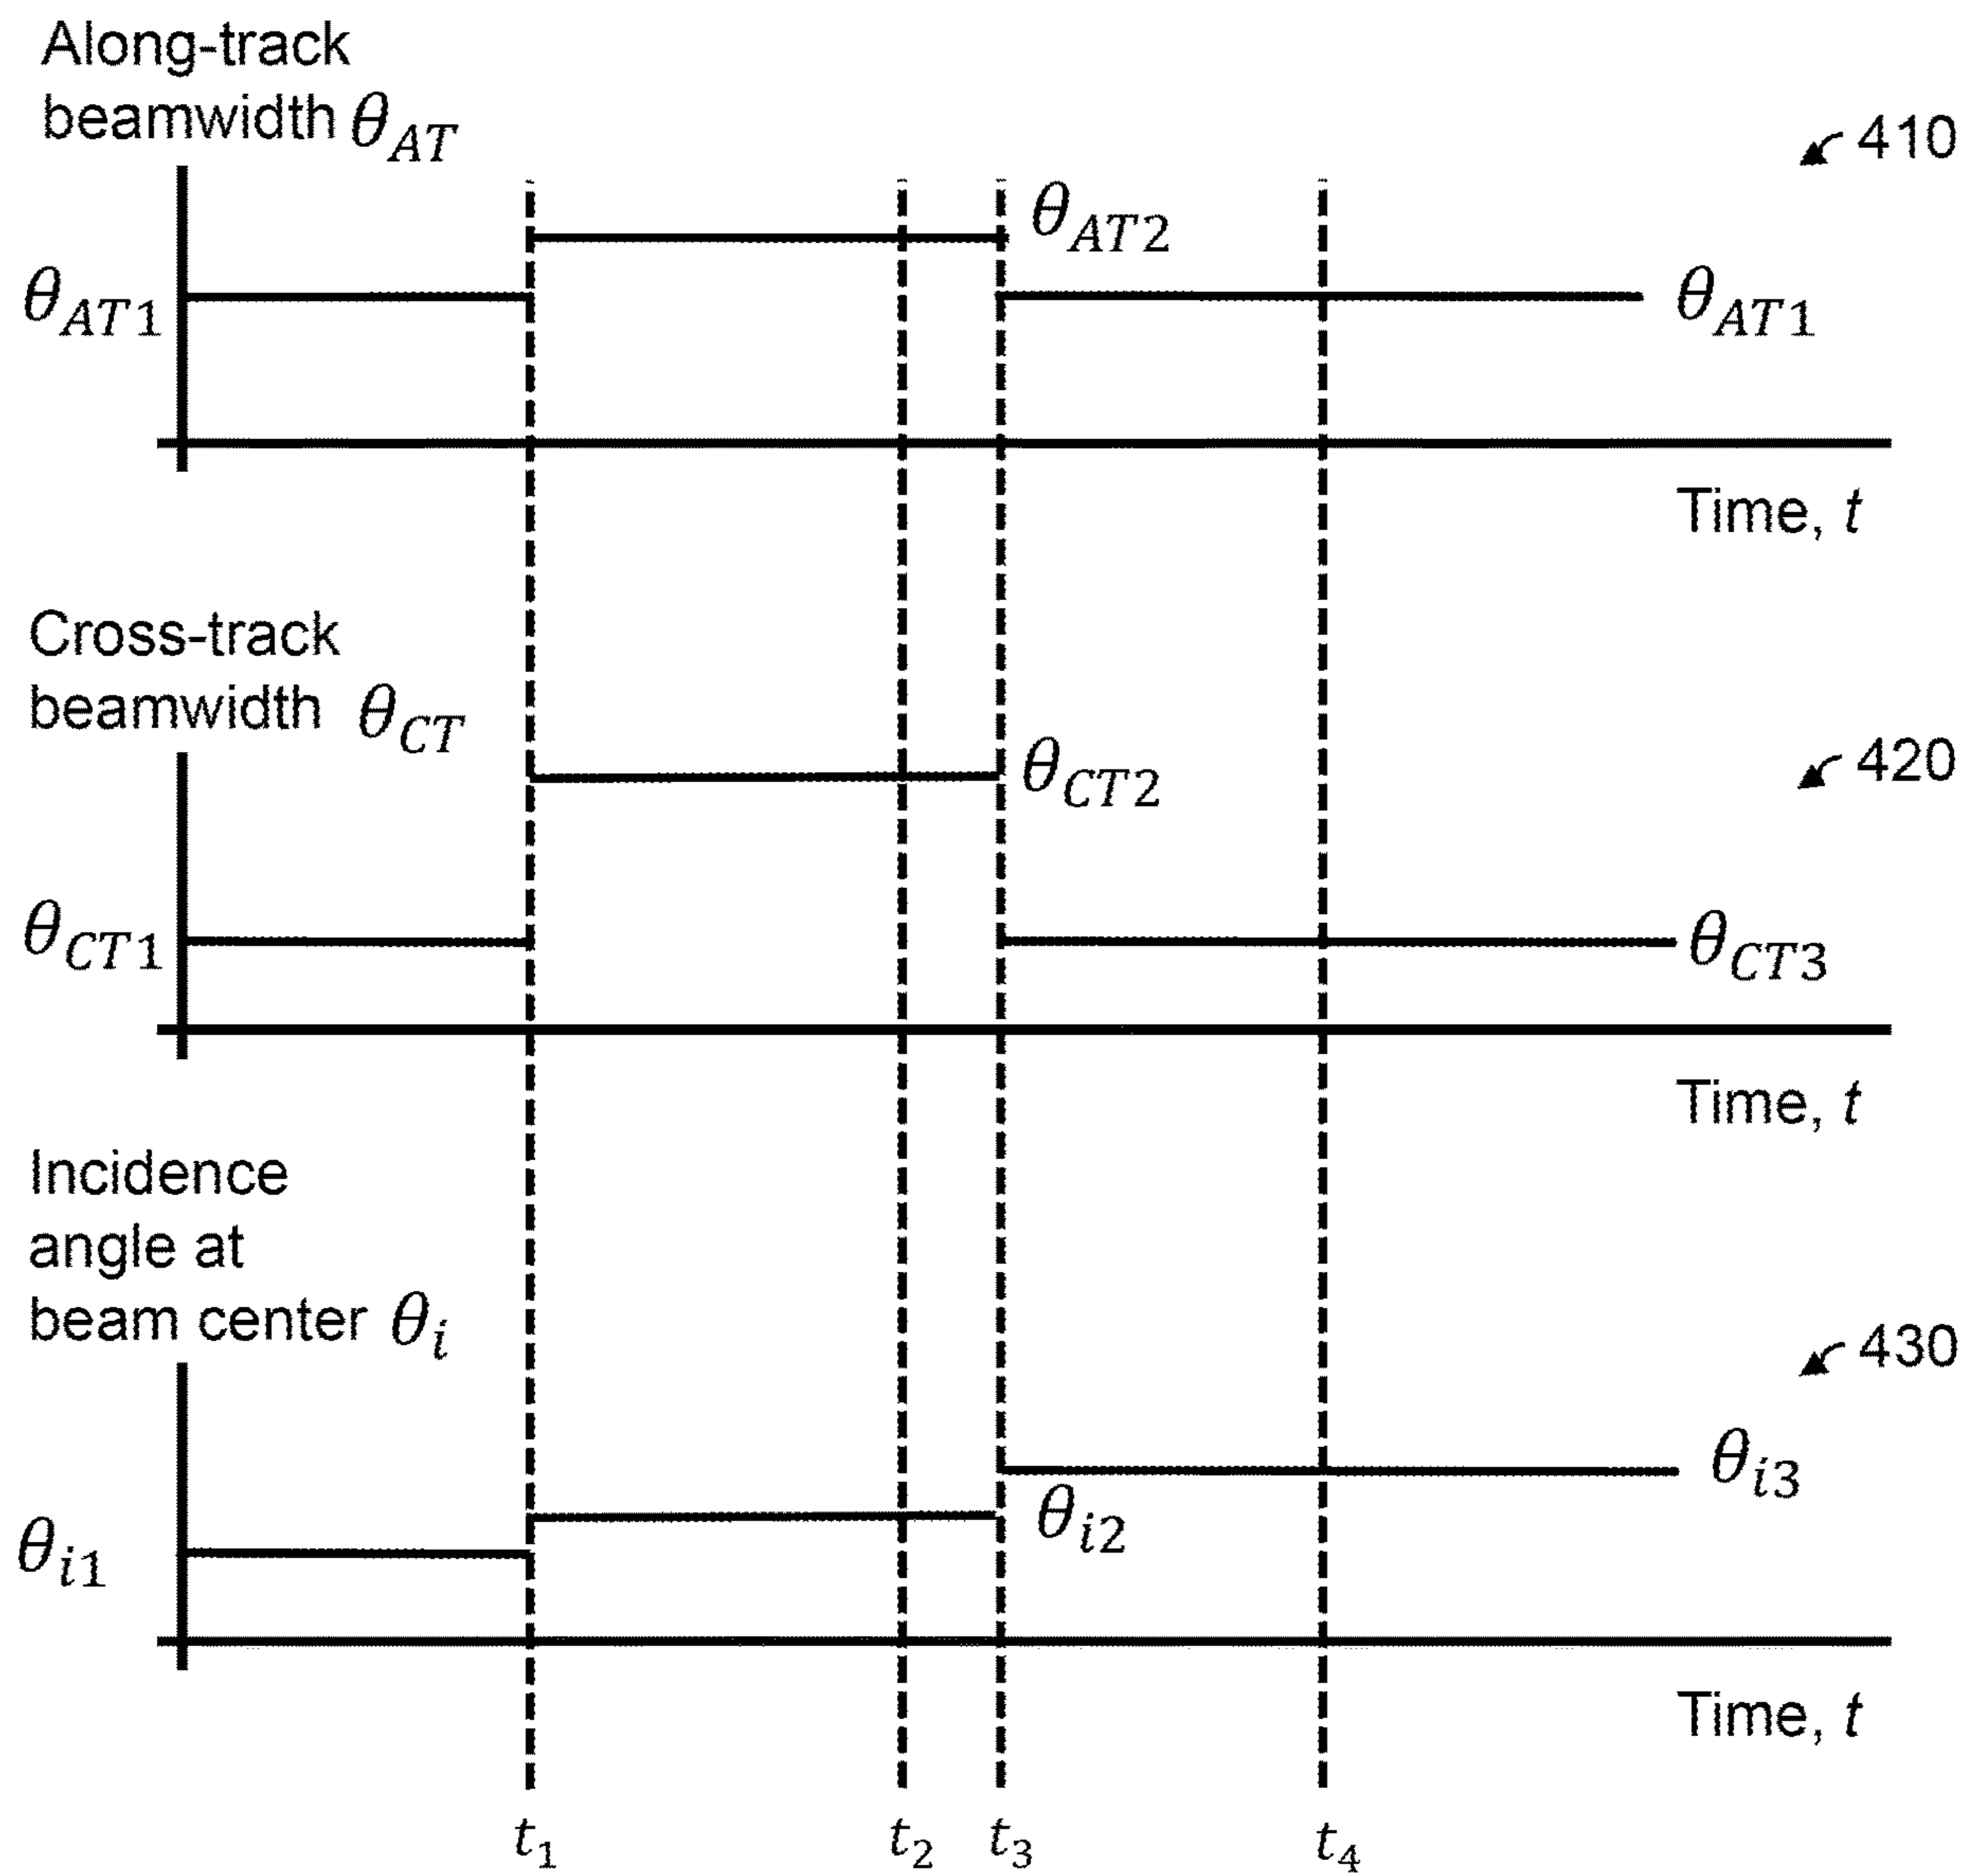 Along-track
beamwidth θ_AT
410
θ_AT2
θ_AT1
θ_AT1
Time, t
Cross-track
beamwidth θ_CT
420
θ_CT2
θ_CT1
θ_CT3
Time, t
Incidence
angle at
beam center θ_i
430
θ_i3
θ_i2
θ_i1
Time, t
t_1 t_2 t_3 t_4